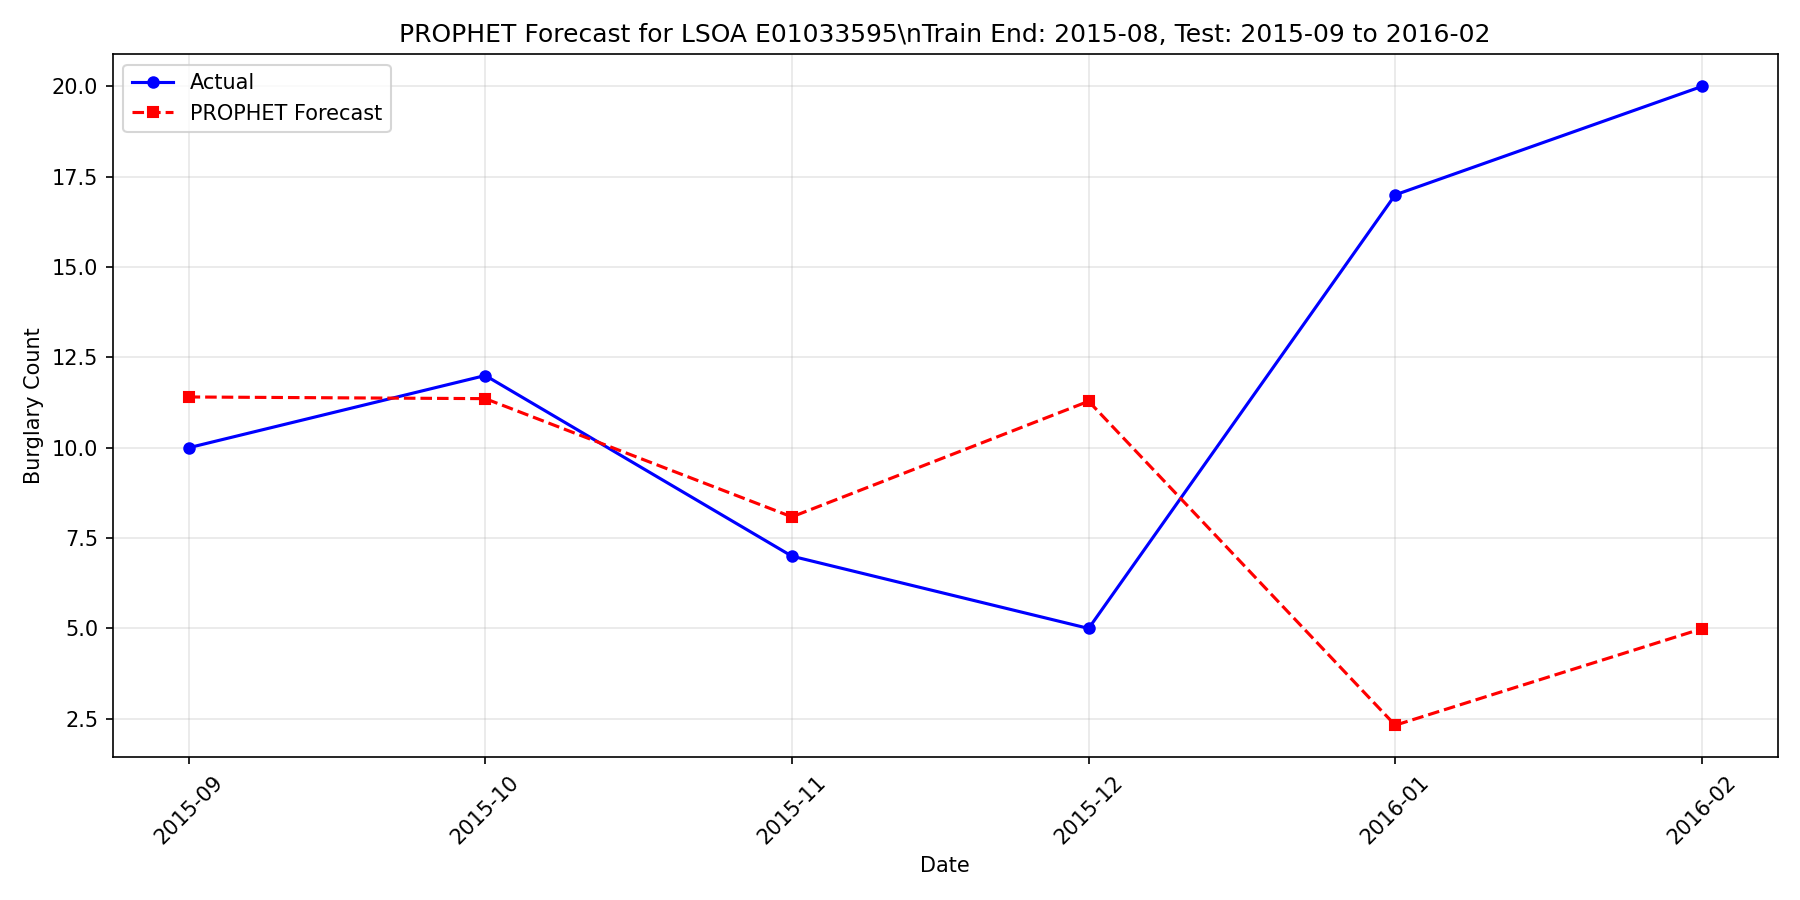 PROPHET Forecast for LSOA E01033595\nTrain End: 2015-08, Test: 2015-09 to 2016-02
Actual
PROPHET Forecast
Burglary Count
20.0
17.5
15.0
12.5
10.0
7.5
5.0
2.5
2015-09
2015-10
2015-11
2015-12
2016-01
2016-02
Date